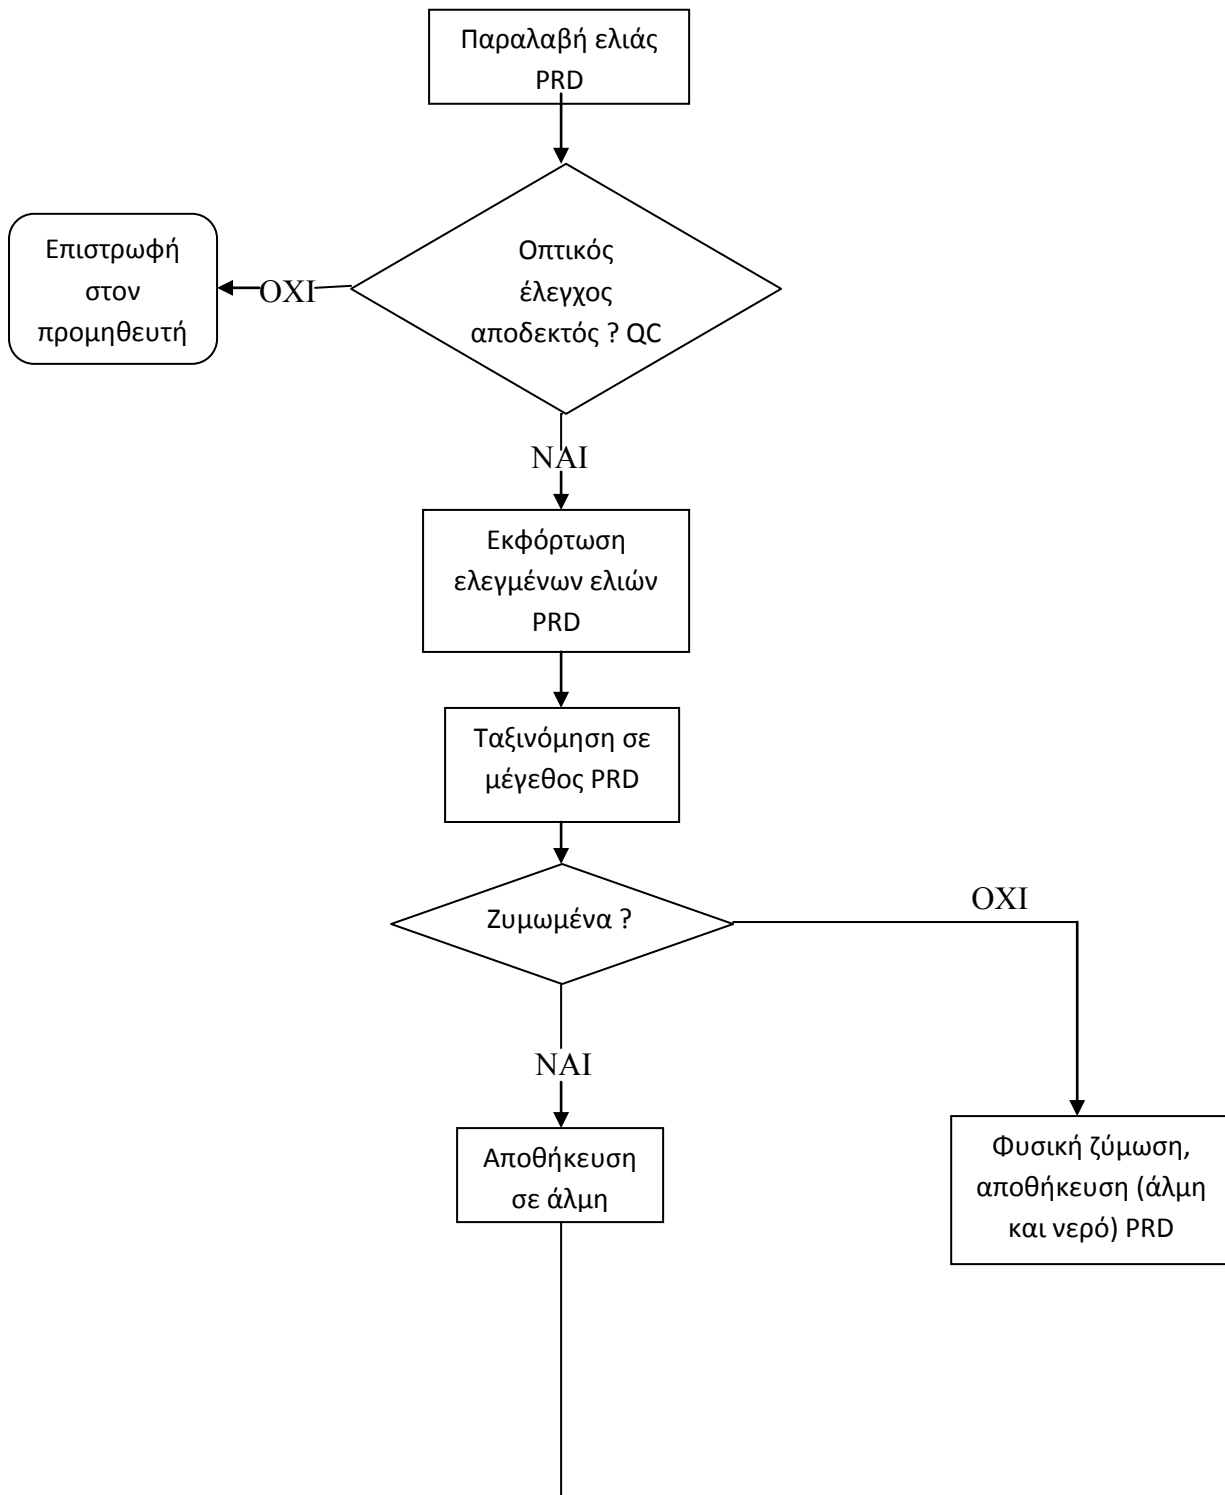 Παραλαβή ελιάς
PRD
Επιστρωφή
στον
προμηθευτή
ΟΧΙ
Οπτικός
έλεγχος
αποδεκτός ? QC
ΝΑΙ
Εκφόρτωση
ελεγμένων ελιών
PRD
Ταξινόμηση σε
μέγεθος PRD
Ζυμωμένα ?
ΟΧΙ
ΝΑΙ
Αποθήκευση
σε άλμη
Φυσική ζύμωση,
αποθήκευση (άλμη
και νερό) PRD